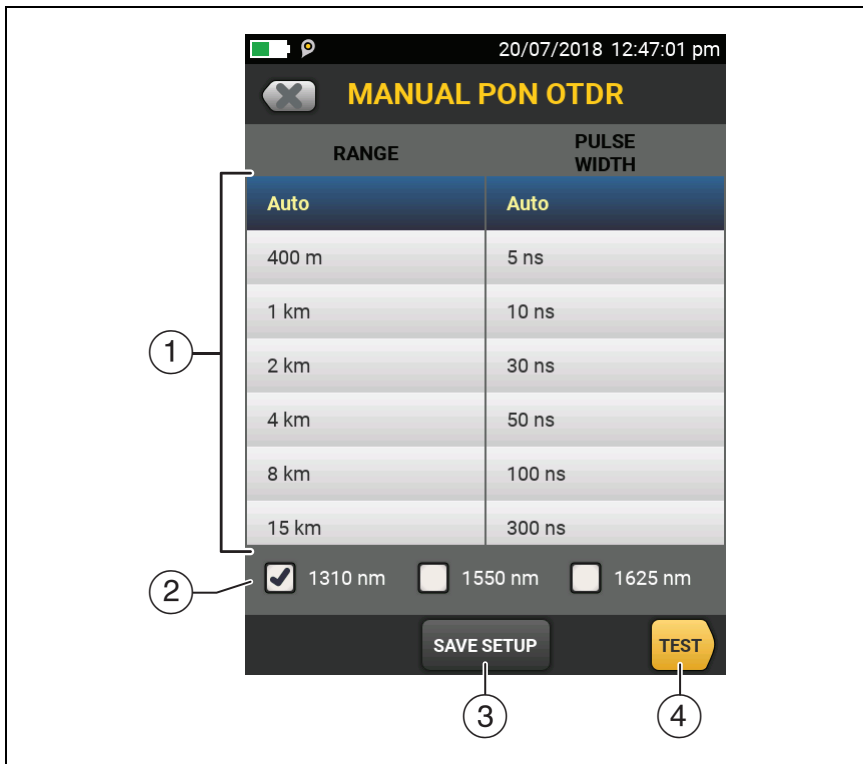 20/07/2018 12:47:01 pm
MANUAL PON OTDR
RANGE
PULSE
WIDTH
Auto Auto
400 m 5 ns
1 km 10 ns
2 km 30 ns
4 km 50 ns
8 km 100 ns
15 km 300 ns
1310 nm 1550 nm 1625 nm
SAVE SETUP TEST
1
2
3
4